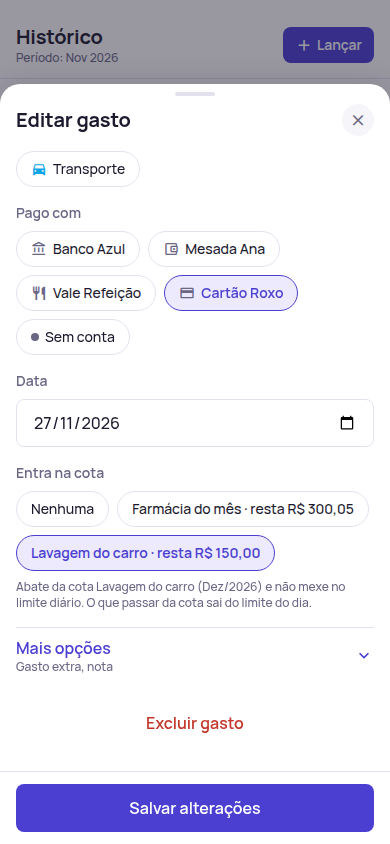 Histórico
Período: Nov 2026
Lançar
Editar gasto
Transporte
Pago com
Banco Azul
Mesada Ana
Vale Refeição
Cartão Roxo
Sem conta
Data
27/11/2026
Entra na cota
Nenhuma
Farmácia do mês · resta R$ 300,05
Lavagem do carro · resta R$ 150,00
Abate da cota Lavagem do carro (Dez/2026) e não mexe no
limite diário. O que passar da cota sai do limite do dia.
Mais opções
Gasto extra, nota
Excluir gasto
Salvar alterações